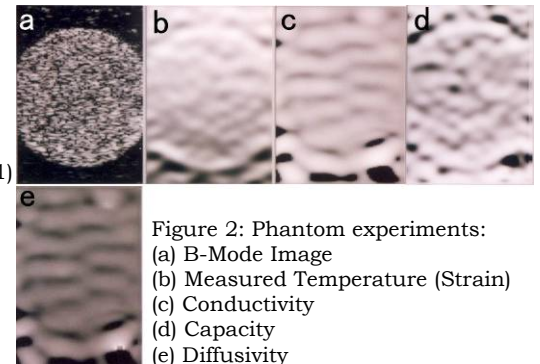 a
b
c
d
1)
e
Figure 2: Phantom experiments:
(a) B-Mode Image
(b) Measured Temperature (Strain)
(c) Conductivity
(d) Capacity
(e) Diffusivity